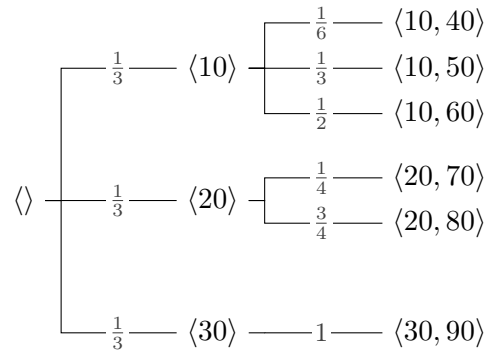 1/6 ⟨10, 40⟩
1/3 ⟨10⟩ 1/3 ⟨10, 50⟩
1/2 ⟨10, 60⟩
1/4 ⟨20, 70⟩
⟨⟩ 1/3 ⟨20⟩
3/4 ⟨20, 80⟩
1/3 ⟨30⟩ 1 ⟨30, 90⟩